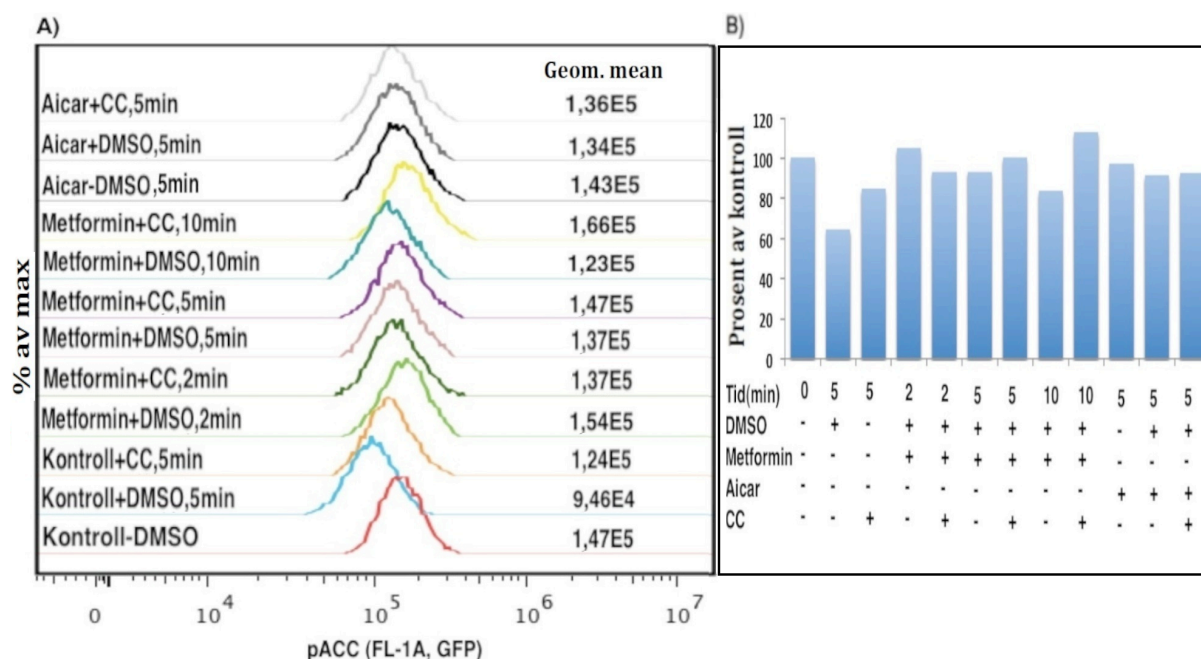 A)
Geom. mean
Aicar+CC,5min 1,36E5
Aicar+DMSO,5min 1,34E5
Aicar-DMSO,5min 1,43E5
Metformin+CC,10min 1,66E5
Metformin+DMSO,10min 1,23E5
Metformin+CC,5min 1,47E5
Metformin+DMSO,5min 1,37E5
Metformin+CC,2min 1,37E5
Metformin+DMSO,2min 1,54E5
Kontroll+CC,5min 1,24E5
Kontroll+DMSO,5min 9,46E4
Kontroll-DMSO 1,47E5
% av max
0 10^4 10^5 10^6 10^7
pACC (FL-1A, GFP)
B)
Prosent av kontroll
120
100
80
60
40
20
0
Tid(min) 0 5 5 2 2 5 5 10 10 5 5 5
DMSO - + - + + + + + + - + +
Metformin - - - + + + + + + - - -
Aicar - - - - - - - - - + + +
CC - - + - + - + - + - - +